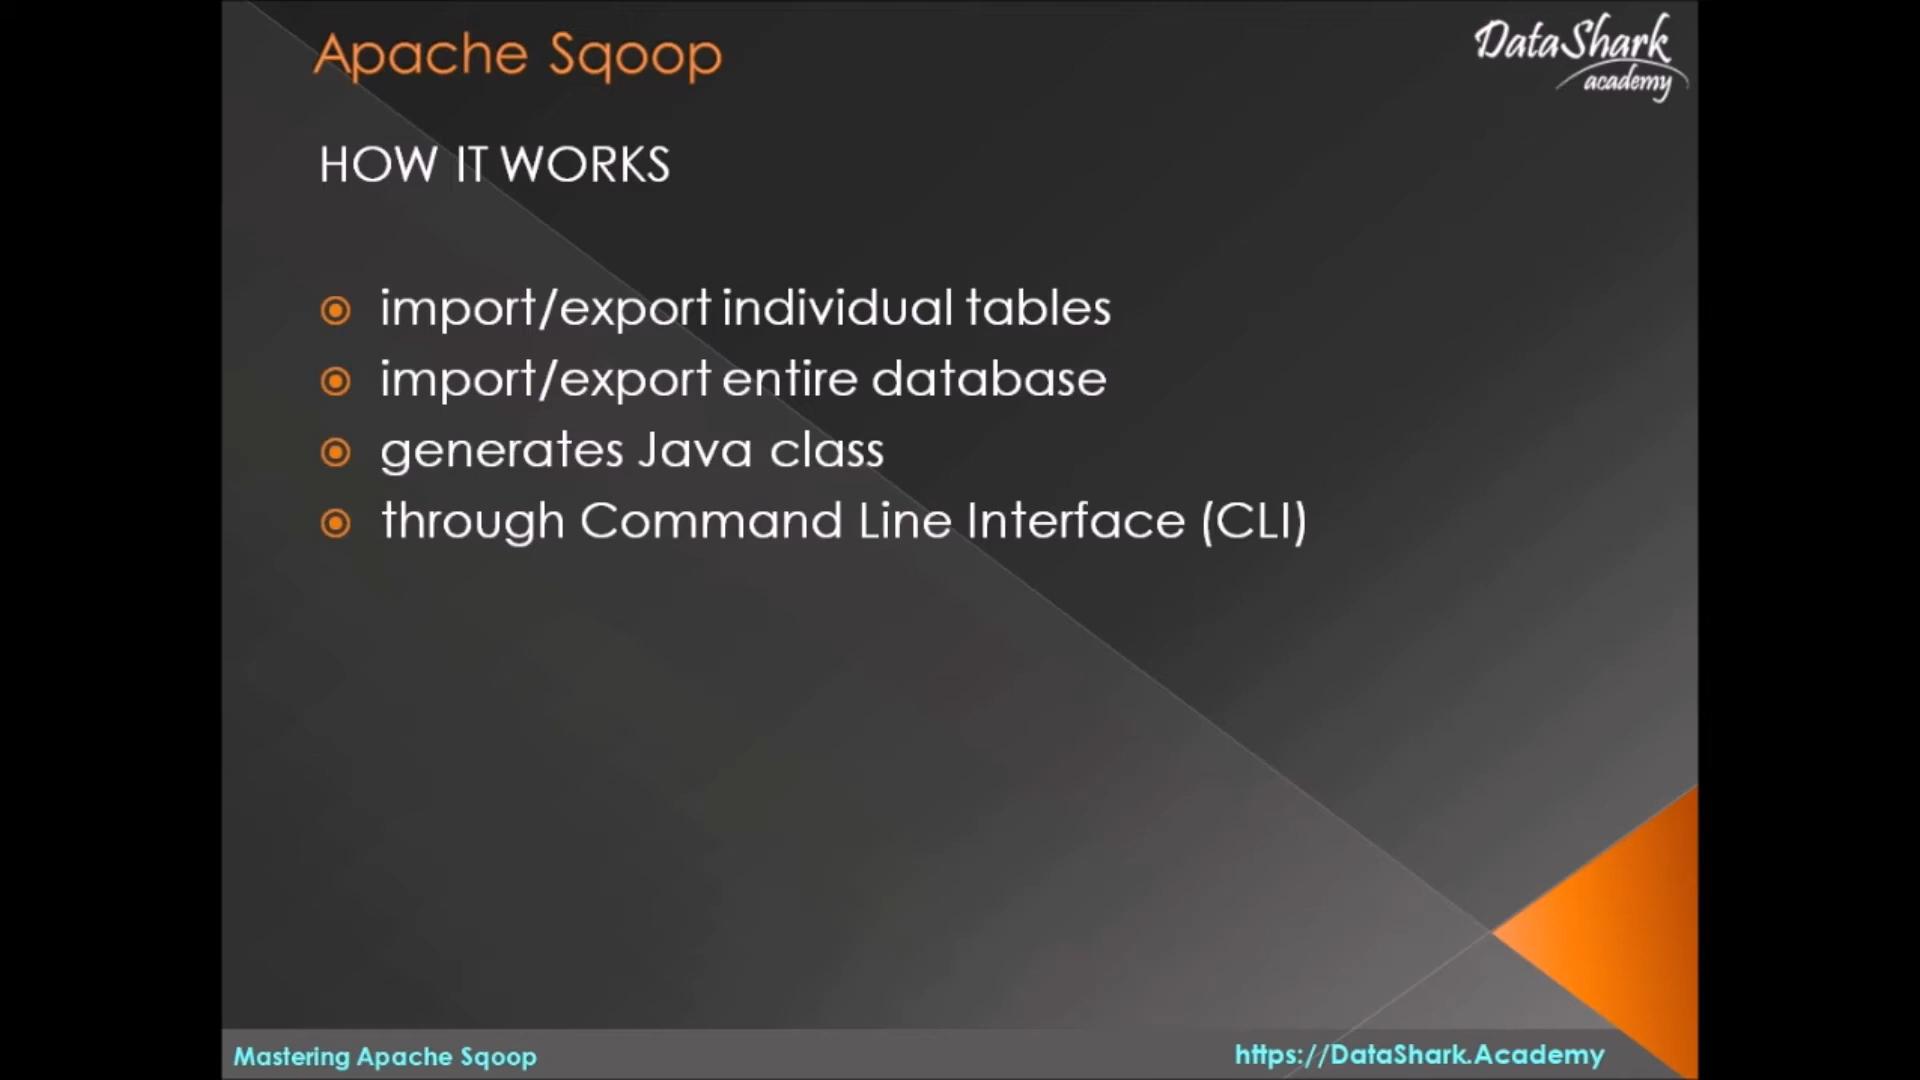 Apache Sqoop
DataShark
academy
HOW IT WORKS
import/export individual tables
import/export entire database
generates Java class
through Command Line Interface (CLI)
Mastering Apache Sqoop
https://DataShark.Academy